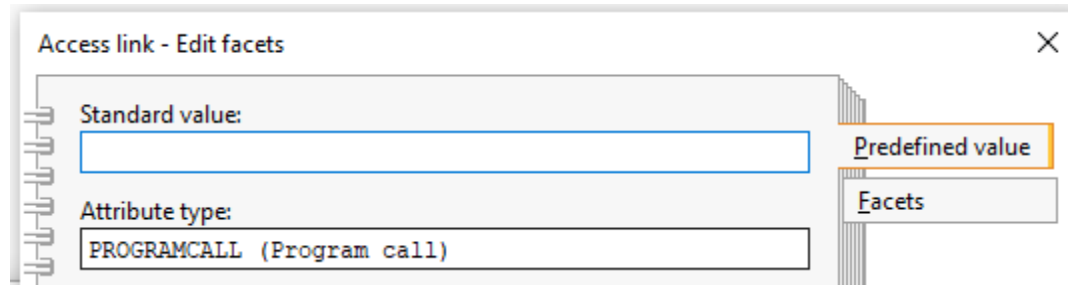 Access link - Edit facets
Standard value:
Predefined value
Facets
Attribute type:
PROGRAMCALL (Program call)